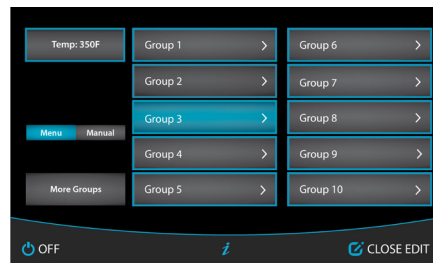 Temp: 350F
Menu Manual
More Groups
Group 1
Group 2
Group 3
Group 4
Group 5
Group 6
Group 7
Group 8
Group 9
Group 10
OFF
i
CLOSE EDIT